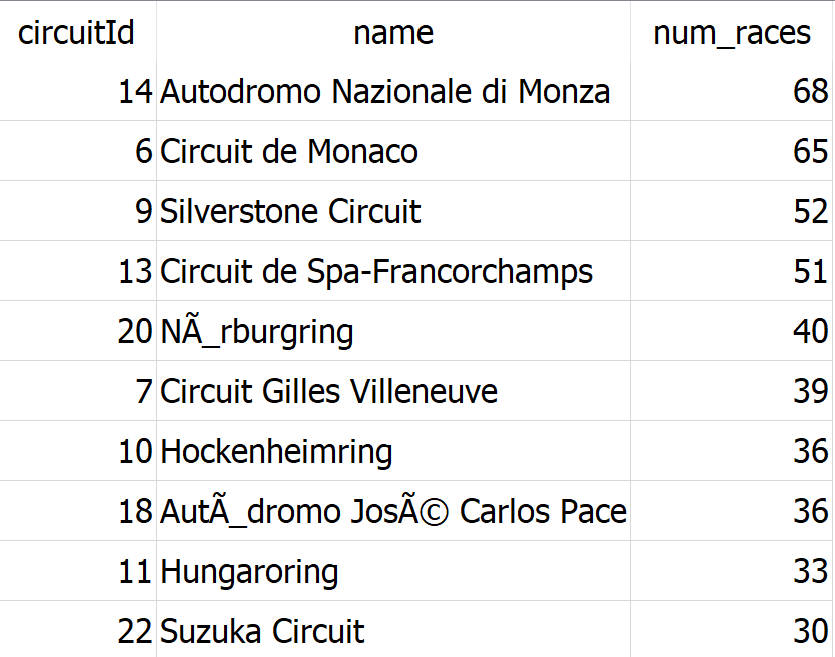 circuitId name num_races
14 Autodromo Nazionale di Monza 68
6 Circuit de Monaco 65
9 Silverstone Circuit 52
13 Circuit de Spa-Francorchamps 51
20 NÃ_rburgring 40
7 Circuit Gilles Villeneuve 39
10 Hockenheimring 36
18 AutÃ_dromo JosÃ© Carlos Pace 36
11 Hungaroring 33
22 Suzuka Circuit 30